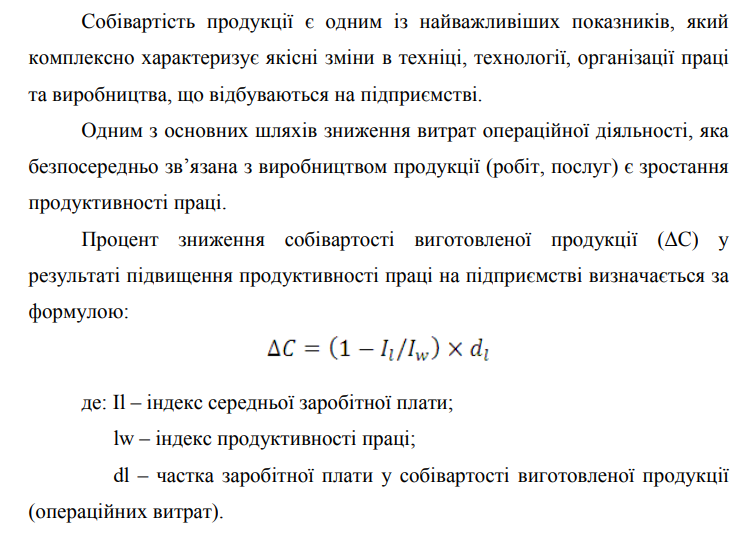 Собівартість продукції є одним із найважливіших показників, який
комплексно характеризує якісні зміни в техніці, технології, організації праці
та виробництва, що відбуваються на підприємстві.
Одним з основних шляхів зниження витрат операційної діяльності, яка
безпосередньо зв’язана з виробництвом продукції (робіт, послуг) є зростання
продуктивності праці.
Процент зниження собівартості виготовленої продукції (ΔС) у
результаті підвищення продуктивності праці на підприємстві визначається за
формулою:
ΔC = (1 − I_l/I_w) × d_l
де: Il – індекс середньої заробітної плати;
lw – індекс продуктивності праці;
dl – частка заробітної плати у собівартості виготовленої продукції
(операційних витрат).